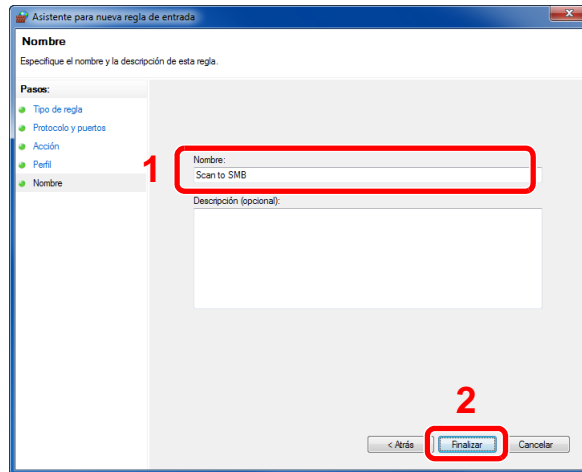 Asistente para nueva regla de entrada
Nombre
Especifique el nombre y la descripción de esta regla.
Pasos:
Tipo de regla
Protocolo y puertos
Acción
Perfil
Nombre
1
Nombre:
Scan to SMB
Descripción (opcional):
2
< Atrás
Finalizar
Cancelar